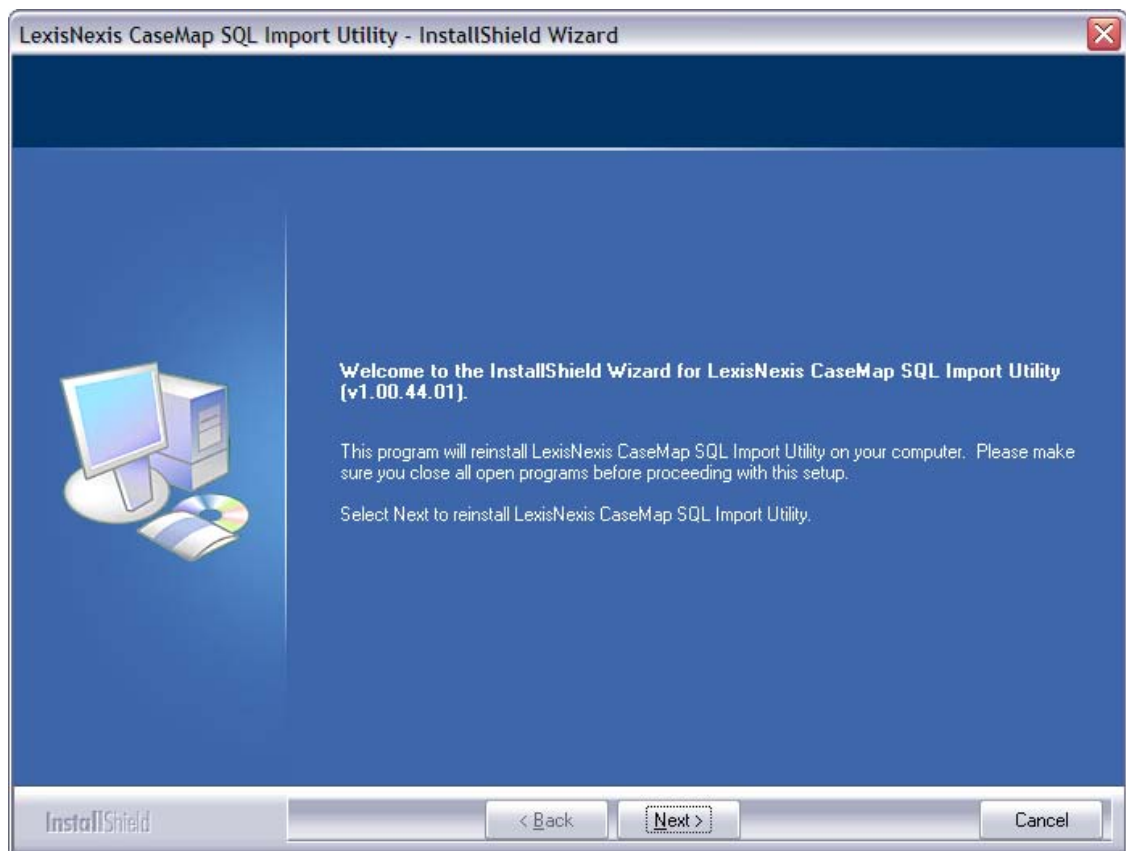 LexisNexis CaseMap SQL Import Utility - InstallShield Wizard
Welcome to the InstallShield Wizard for LexisNexis CaseMap SQL Import Utility
(v1.00.44.01).
This program will reinstall LexisNexis CaseMap SQL Import Utility on your computer.  Please make
sure you close all open programs before proceeding with this setup.
Select Next to reinstall LexisNexis CaseMap SQL Import Utility.
InstallShield
< Back
Next >
Cancel